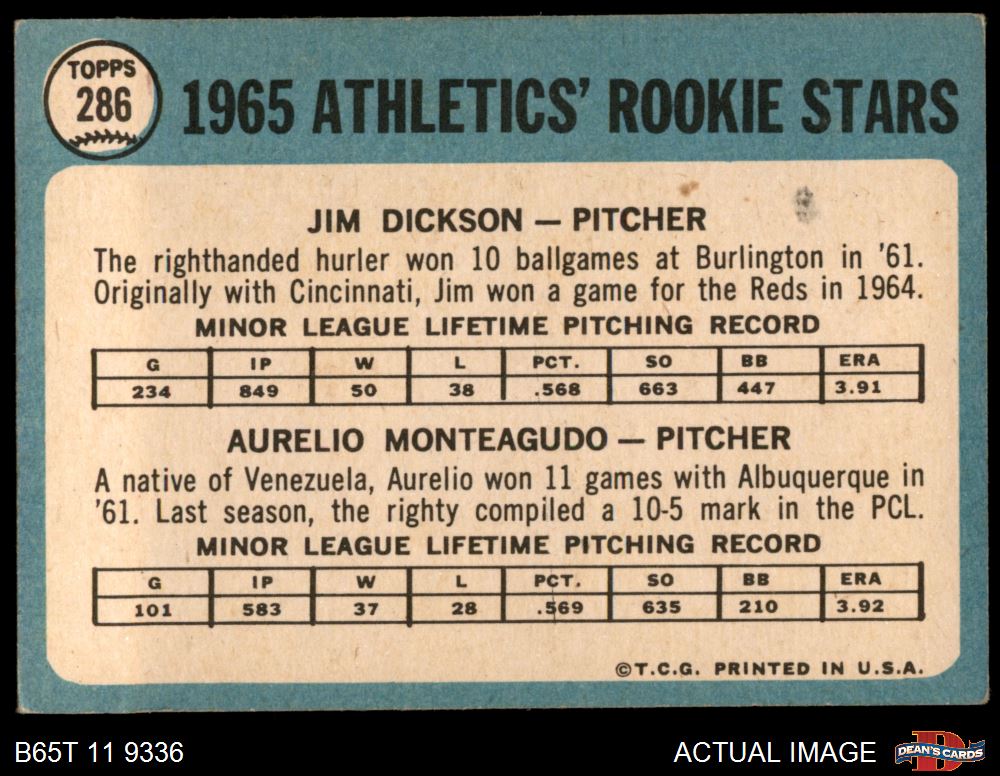 TOPPS
286
1965 ATHLETICS' ROOKIE STARS
JIM DICKSON — PITCHER
The righthanded hurler won 10 ballgames at Burlington in '61.
Originally with Cincinnati, Jim won a game for the Reds in 1964.
MINOR LEAGUE LIFETIME PITCHING RECORD
G IP W L PCT. SO BB ERA
234 849 50 38 .568 663 447 3.91
AURELIO MONTEAGUDO — PITCHER
A native of Venezuela, Aurelio won 11 games with Albuquerque in
'61. Last season, the righty compiled a 10-5 mark in the PCL.
MINOR LEAGUE LIFETIME PITCHING RECORD
G IP W L PCT. SO BB ERA
101 583 37 28 .569 635 210 3.92
©T.C.G. PRINTED IN U.S.A.
B65T 11 9336
ACTUAL IMAGE
D
DEAN'S CARDS